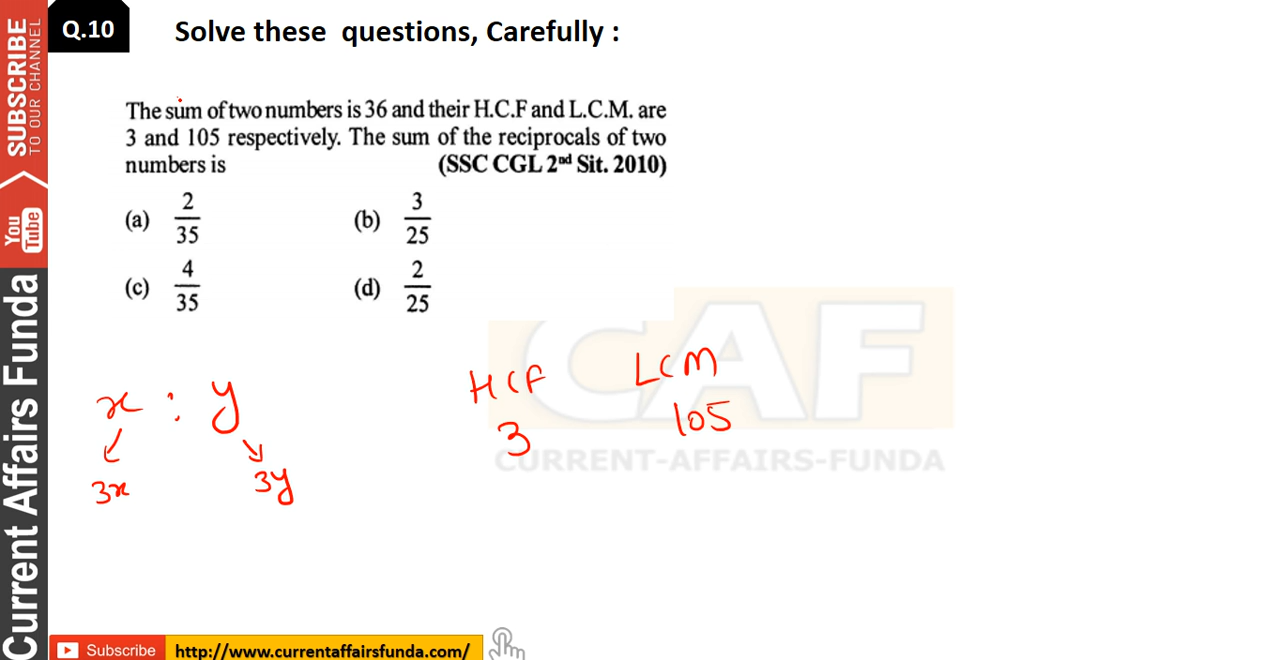 SUBSCRIBE
TO OUR CHANNEL
You
Tube
Current Affairs Funda
Q.10
Solve these questions, Carefully :
The sum of two numbers is 36 and their H.C.F and L.C.M. are
3 and 105 respectively. The sum of the reciprocals of two
numbers is (SSC CGL 2nd Sit. 2010)
(a) 2/35 (b) 3/25
(c) 4/35 (d) 2/25
CAF
CURRENT-AFFAIRS-FUNDA
x : y
3x 3y
HCF LCM
3 105
Subscribe http://www.currentaffairsfunda.com/